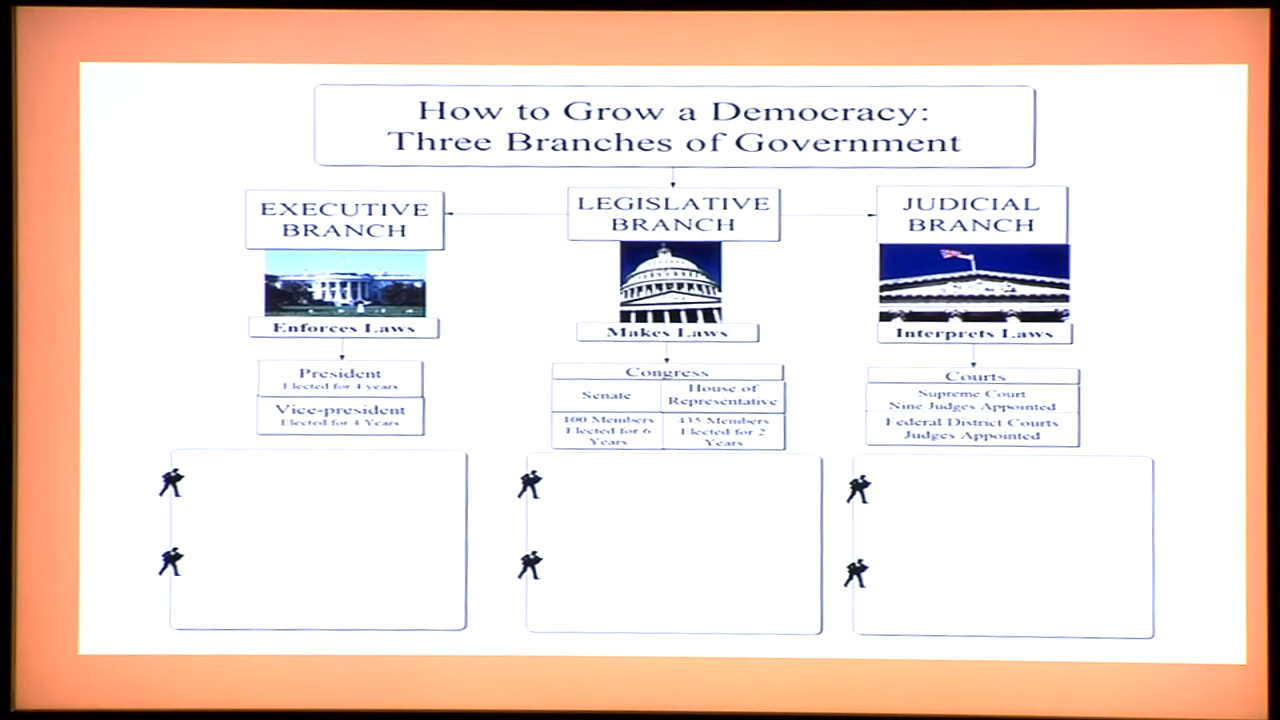 How to Grow a Democracy:
Three Branches of Government
EXECUTIVE
BRANCH
Enforces Laws
President
Elected for 4 years
Vice-president
Elected for 4 Years
LEGISLATIVE
BRANCH
Makes Laws
Congress
Senate
House of
Representative
100 Members
Elected for 6
Years
435 Members
Elected for 2
Years
JUDICIAL
BRANCH
Interprets Laws
Courts
Supreme Court
Nine Judges Appointed
Federal District Courts
Judges Appointed